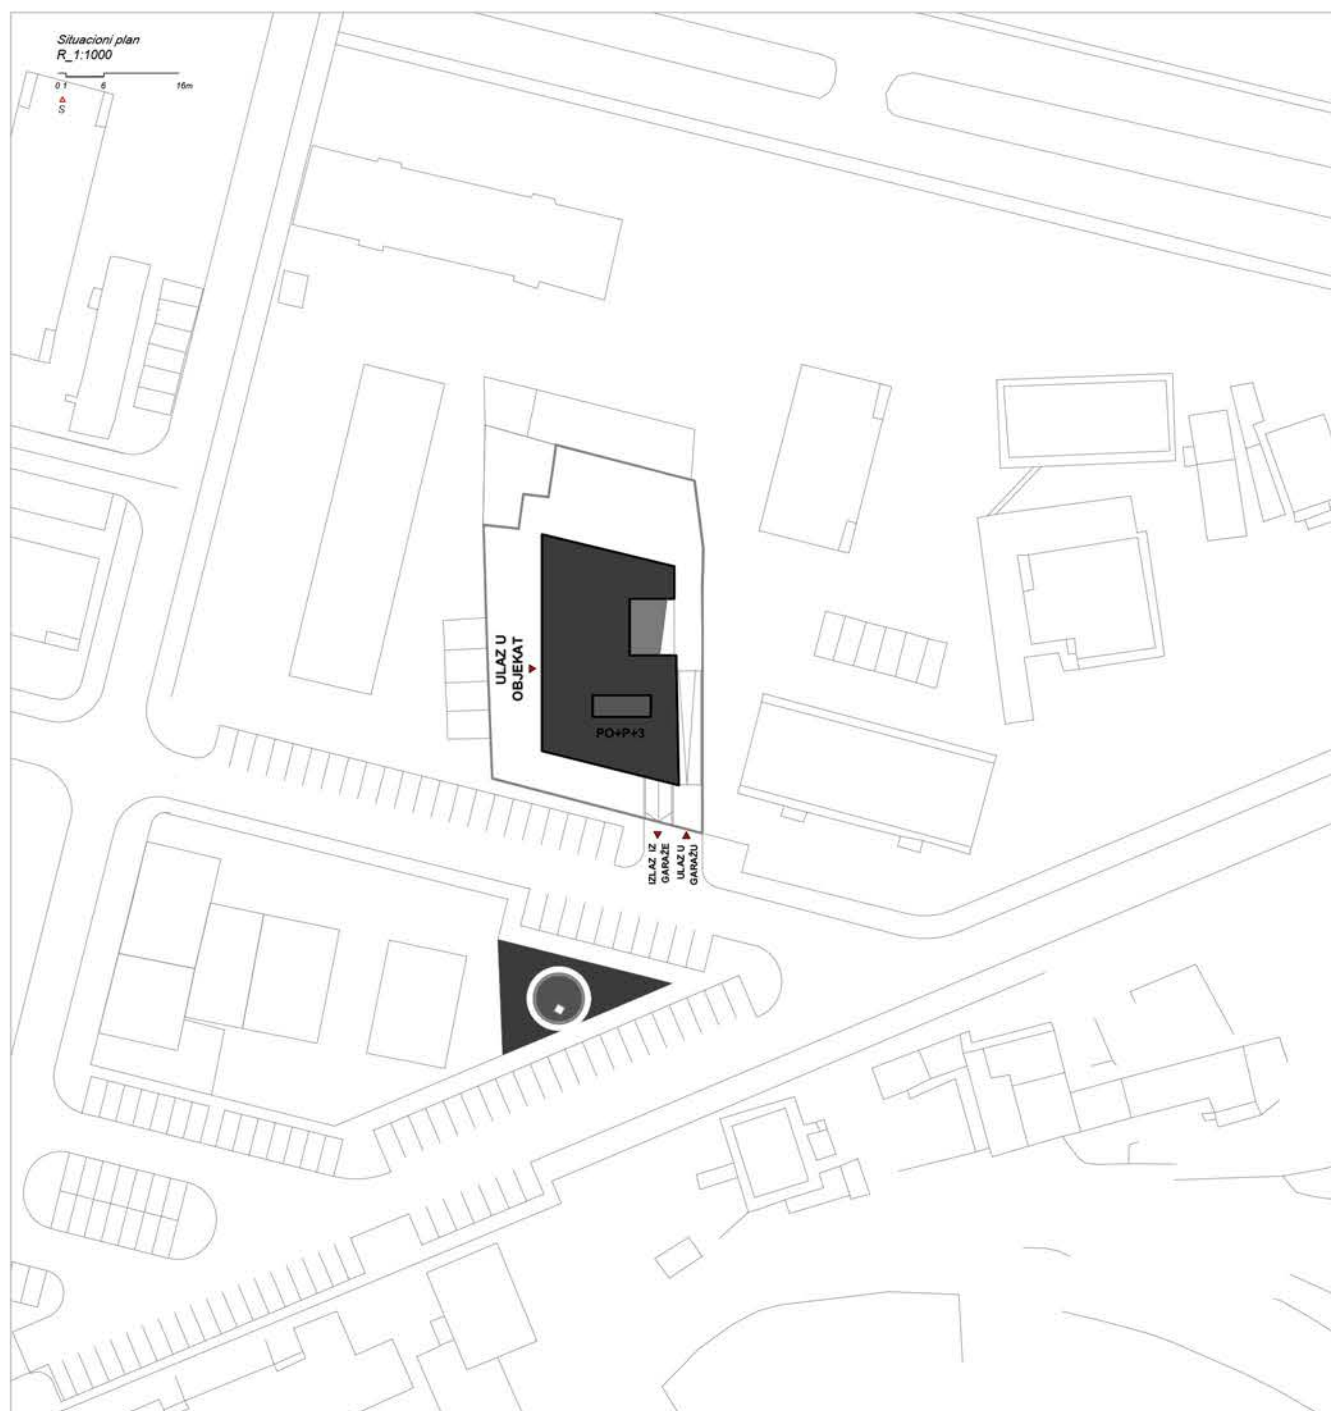 Situacioni plan
R_1:1000
0 1 6 16m
S
ULAZ U
OBJEKAT
PO+P+3
IZLAZ IZ
GARAŽE
ULAZ U
GARAŽU